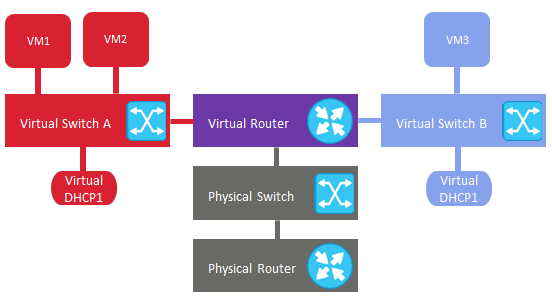 VM1
VM2
VM3
Virtual Switch A
Virtual Router
Virtual Switch B
Virtual
DHCP1
Physical Switch
Virtual
DHCP1
Physical Router